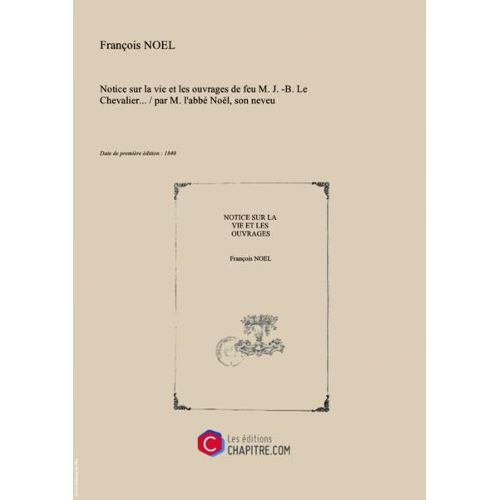 François NOEL
Notice sur la vie et les ouvrages de feu M. J. -B. Le
Chevalier... / par M. l'abbé Noël, son neveu
Date de première édition : 1840
NOTICE SUR LA
VIE ET LES
OUVRAGES
François NOEL
Les éditions
CHAPITRE.COM